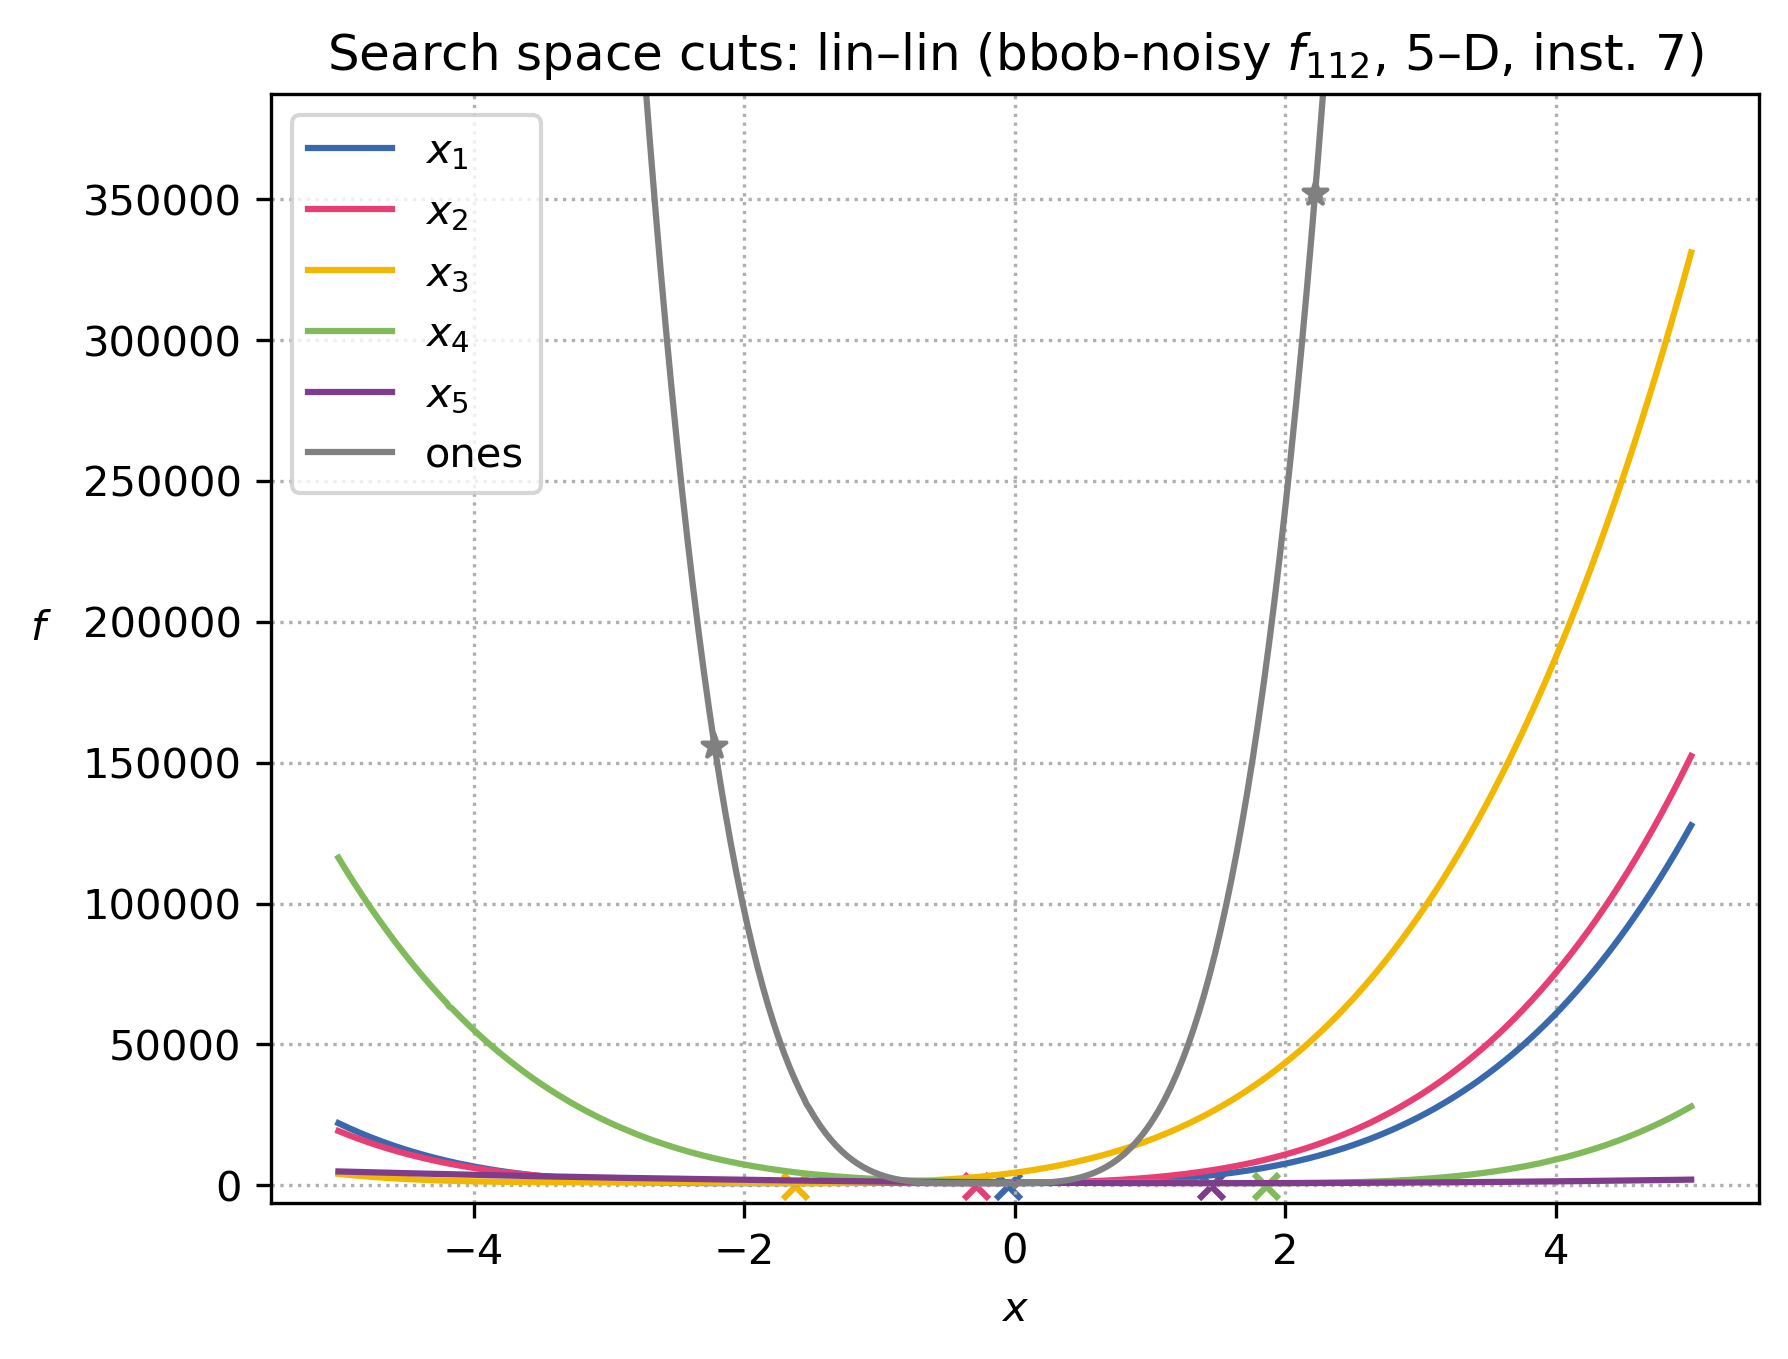 Search space cuts: lin–lin (bbob-noisy f₁₁₂, 5–D, inst. 7)
x₁
x₂
x₃
x₄
x₅
ones
350000
300000
250000
200000
150000
100000
50000
0
f
−4
−2
0
2
4
x